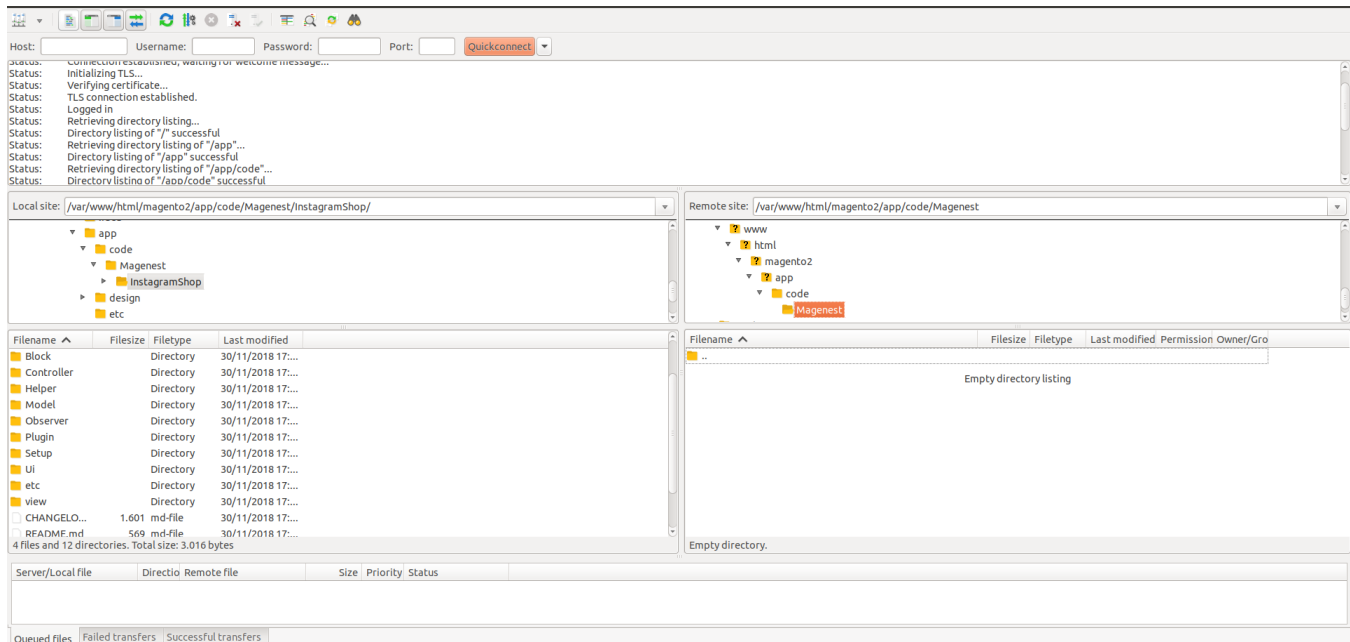 Host: Username: Password: Port: Quickconnect
Status: Connection established, waiting for welcome message...
Status: Initializing TLS...
Status: Verifying certificate...
Status: TLS connection established.
Status: Logged in
Status: Retrieving directory listing...
Status: Directory listing of "/" successful
Status: Retrieving directory listing of "/app"...
Status: Directory listing of "/app" successful
Status: Retrieving directory listing of "/app/code"...
Status: Directory listing of "/app/code" successful
Local site: /var/www/html/magento2/app/code/Magenest/InstagramShop/
app
code
Magenest
InstagramShop
design
etc
Remote site: /var/www/html/magento2/app/code/Magenest
www
html
magento2
app
code
Magenest
Filename Filesize Filetype Last modified
Block Directory 30/11/2018 17:...
Controller Directory 30/11/2018 17:...
Helper Directory 30/11/2018 17:...
Model Directory 30/11/2018 17:...
Observer Directory 30/11/2018 17:...
Plugin Directory 30/11/2018 17:...
Setup Directory 30/11/2018 17:...
Ui Directory 30/11/2018 17:...
etc Directory 30/11/2018 17:...
view Directory 30/11/2018 17:...
CHANGELO... 1.601 md-file 30/11/2018 17:...
README.md 569 md-file 30/11/2018 17:...
4 files and 12 directories. Total size: 3.016 bytes
Filename Filesize Filetype Last modified Permission Owner/Gro
..
Empty directory listing
Empty directory.
Server/Local file Directio Remote file Size Priority Status
Queued files Failed transfers Successful transfers